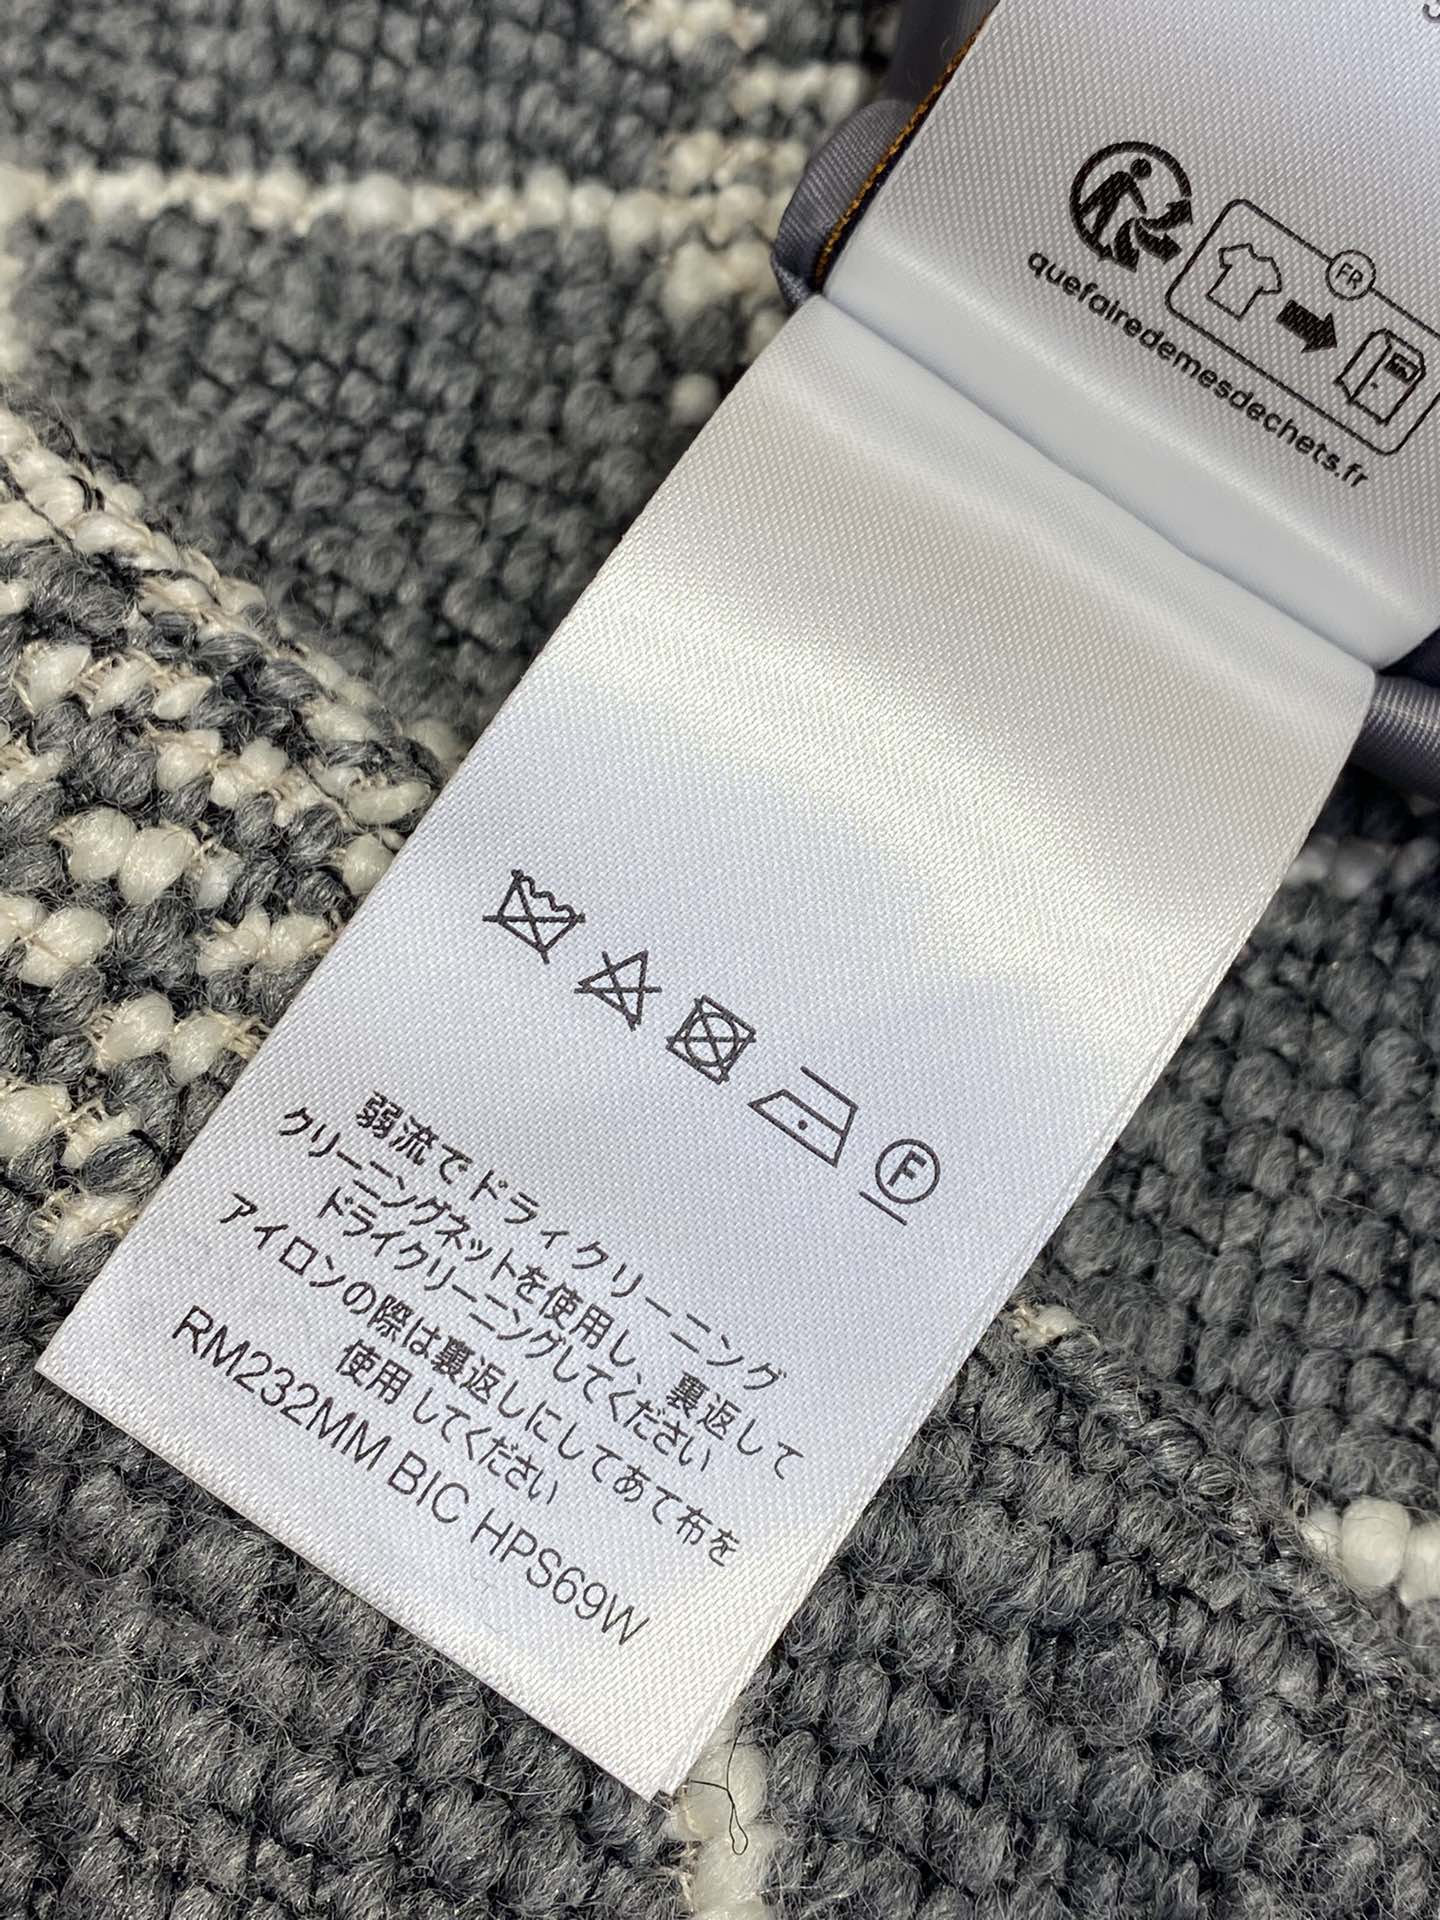 FR
quefairedemesdechets.fr
F
弱流でドライクリーニング
クリーニングネットを使用し、裏返して
ドライクリーニングしてください
アイロンの際は裏返しにしてあて布を
使用してください
RM232MM BIC HPS69W